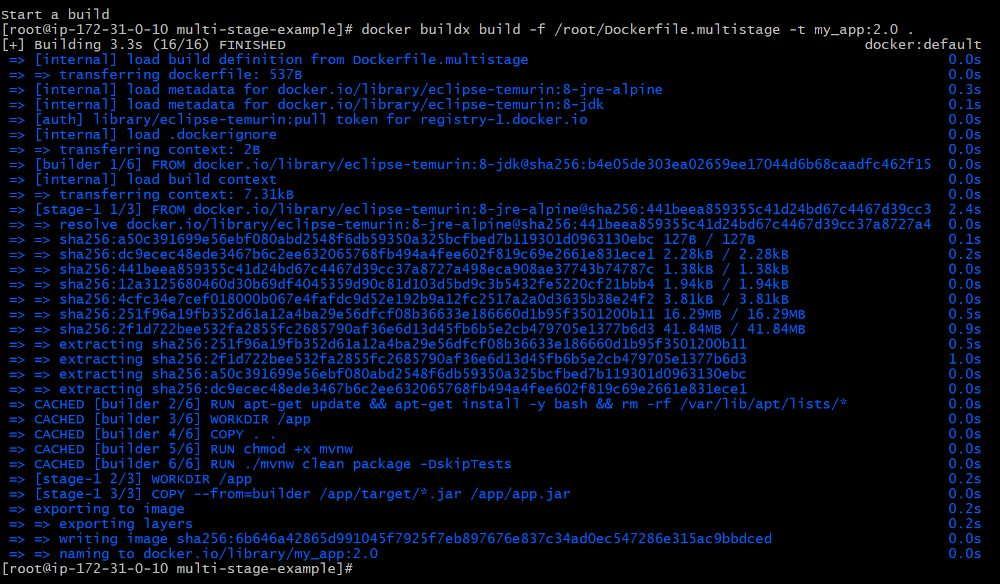 Start a build
[root@ip-172-31-0-10 multi-stage-example]# docker buildx build -f /root/Dockerfile.multistage -t my_app:2.0 .
[+] Building 3.3s (16/16) FINISHED docker:default
=> [internal] load build definition from Dockerfile.multistage 0.0s
=> => transferring dockerfile: 537B 0.0s
=> [internal] load metadata for docker.io/library/eclipse-temurin:8-jre-alpine 0.3s
=> [internal] load metadata for docker.io/library/eclipse-temurin:8-jdk 0.1s
=> [auth] library/eclipse-temurin:pull token for registry-1.docker.io 0.0s
=> [internal] load .dockerignore 0.0s
=> => transferring context: 2B 0.0s
=> [builder 1/6] FROM docker.io/library/eclipse-temurin:8-jdk@sha256:b4e05de303ea02659ee17044d6b68caadfc462f15 0.0s
=> [internal] load build context 0.0s
=> => transferring context: 7.31kB 0.0s
=> [stage-1 1/3] FROM docker.io/library/eclipse-temurin:8-jre-alpine@sha256:441beea859355c41d24bd67c4467d39cc3 2.4s
=> => resolve docker.io/library/eclipse-temurin:8-jre-alpine@sha256:441beea859355c41d24bd67c4467d39cc37a8727a4 0.0s
=> => sha256:a50c391699e56ebf080abd2548f6db59350a325bcfbed7b119301d0963130ebc 127B / 127B 0.1s
=> => sha256:dc9ecec48ede3467b6c2ee632065768fb494a4fee602f819c69e2661e831ece1 2.28kB / 2.28kB 0.2s
=> => sha256:441beea859355c41d24bd67c4467d39cc37a8727a498eca908ae37743b74787c 1.38kB / 1.38kB 0.0s
=> => sha256:12a3125680460d30b69df4045359d90c81d103d5bd9c3b5432fe5220cf21bbb4 1.94kB / 1.94kB 0.0s
=> => sha256:4cfc34e7cef018000b067e4fafdc9d52e192b9a12fc2517a2a0d3635b38e24f2 3.81kB / 3.81kB 0.0s
=> => sha256:251f96a19fb352d61a12a4ba29e56dfcf08b36633e186660d1b95f3501200b11 16.29MB / 16.29MB 0.5s
=> => sha256:2f1d722bee532fa2855fc2685790af36e6d13d45fb6b5e2cb479705e1377b6d3 41.84MB / 41.84MB 0.9s
=> => extracting sha256:251f96a19fb352d61a12a4ba29e56dfcf08b36633e186660d1b95f3501200b11 0.5s
=> => extracting sha256:2f1d722bee532fa2855fc2685790af36e6d13d45fb6b5e2cb479705e1377b6d3 1.0s
=> => extracting sha256:a50c391699e56ebf080abd2548f6db59350a325bcfbed7b119301d0963130ebc 0.0s
=> => extracting sha256:dc9ecec48ede3467b6c2ee632065768fb494a4fee602f819c69e2661e831ece1 0.0s
=> CACHED [builder 2/6] RUN apt-get update && apt-get install -y bash && rm -rf /var/lib/apt/lists/* 0.0s
=> CACHED [builder 3/6] WORKDIR /app 0.0s
=> CACHED [builder 4/6] COPY . . 0.0s
=> CACHED [builder 5/6] RUN chmod +x mvnw 0.0s
=> CACHED [builder 6/6] RUN ./mvnw clean package -DskipTests 0.0s
=> [stage-1 2/3] WORKDIR /app 0.2s
=> [stage-1 3/3] COPY --from=builder /app/target/*.jar /app/app.jar 0.0s
=> exporting to image 0.2s
=> => exporting layers 0.2s
=> => writing image sha256:6b646a42865d991045f7925f7eb897676e837c34ad0ec547286e315ac9bbdced 0.0s
=> => naming to docker.io/library/my_app:2.0 0.0s
[root@ip-172-31-0-10 multi-stage-example]#